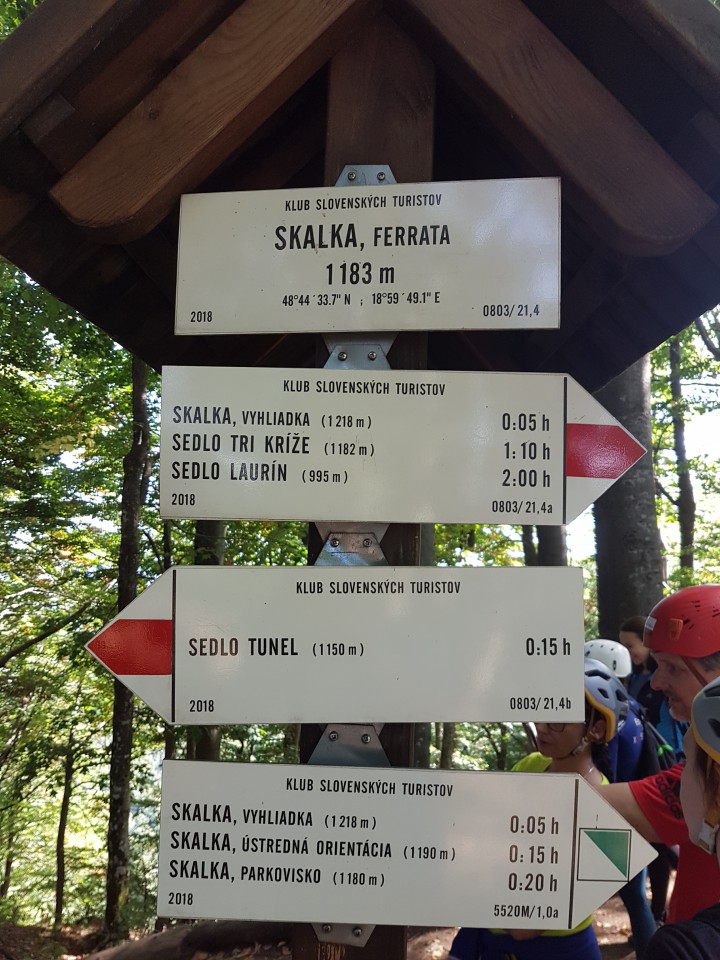 KLUB SLOVENSKÝCH TURISTOV
SKALKA, FERRATA
1183 m
48°44´33.7" N ; 18°59´49.1" E
2018 0803/21,4
KLUB SLOVENSKÝCH TURISTOV
SKALKA, VYHLIADKA (1218 m) 0:05 h
SEDLO TRI KRÍŽE (1182 m) 1:10 h
SEDLO LAURÍN (995 m) 2:00 h
2018 0803/21,4a
KLUB SLOVENSKÝCH TURISTOV
SEDLO TUNEL (1150 m) 0:15 h
2018 0803/21,4b
KLUB SLOVENSKÝCH TURISTOV
SKALKA, VYHLIADKA (1218 m) 0:05 h
SKALKA, ÚSTREDNÁ ORIENTÁCIA (1190 m) 0:15 h
SKALKA, PARKOVISKO (1180 m) 0:20 h
2018 5520M/1,0a